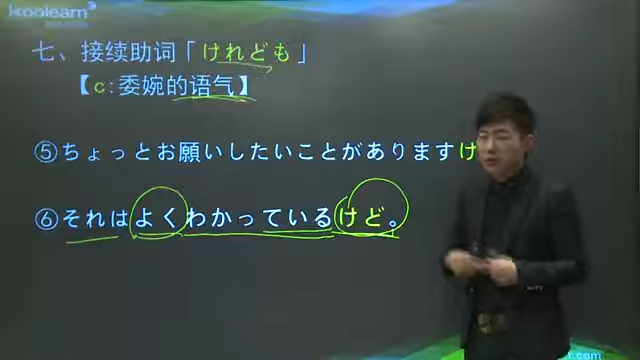 koolearn
七、接续助词「けれども」
【c:委婉的语气】
⑤ちょっとお願いしたいことがありますけ
⑥それはよくわかっているけど。
.com